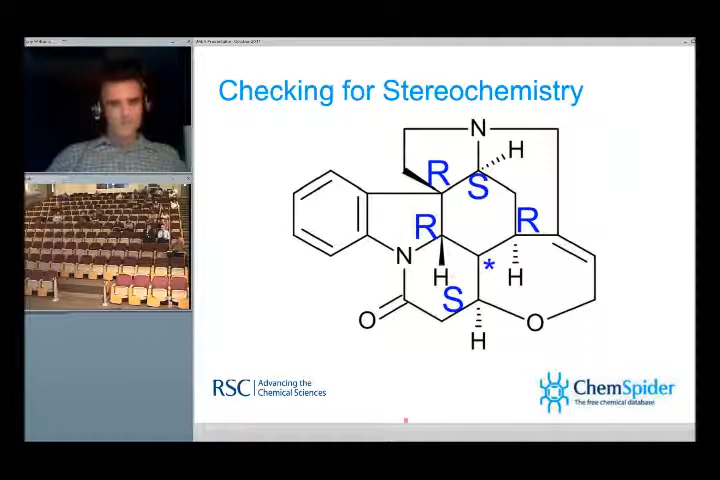 Checking for Stereochemistry
N
H
R
S
R
R
N
*
H
H
S
O
O
H
RSC | Advancing the
Chemical Sciences
ChemSpider
The free chemical database